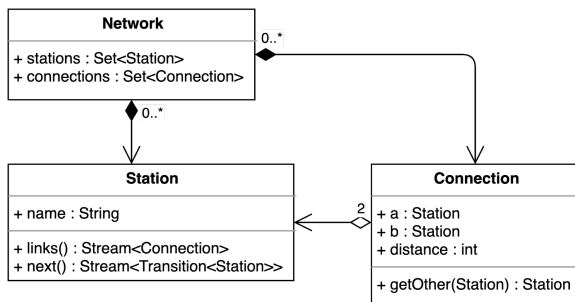 Network
+ stations : Set<Station>
+ connections : Set<Connection>
0..*
0..*
Station
+ name : String
+ links() : Stream<Connection>
+ next() : Stream<Transition<Station>>
2
Connection
+ a : Station
+ b : Station
+ distance : int
+ getOther(Station) : Station